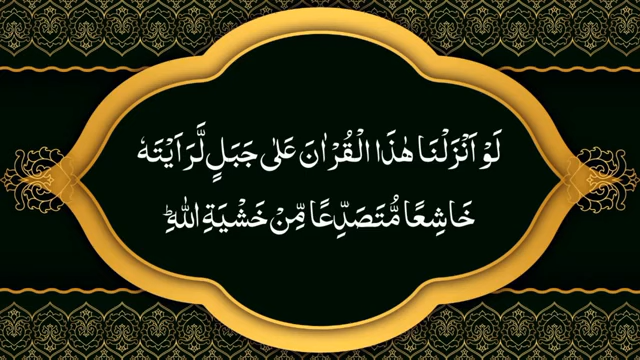 لَوْ اَنْزَلْنَا هٰذَا الْقُرْاٰنَ عَلٰى جَبَلٍ لَّرَاَيْتَهٗ
خَاشِعًا مُّتَصَدِّعًا مِّنْ خَشْيَةِ اللّٰهِؕ